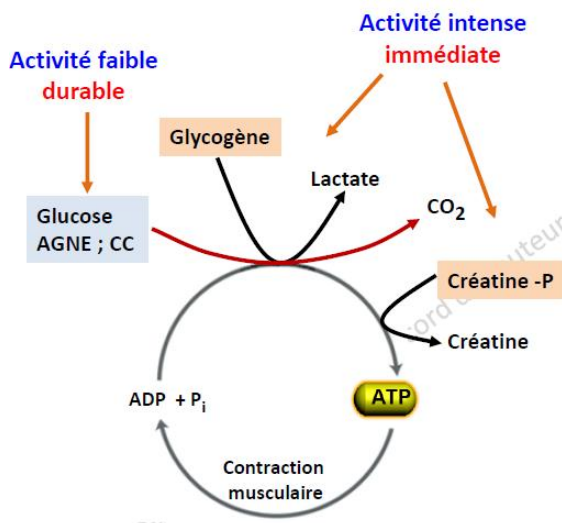 Activité intense
immédiate
Activité faible
durable
Glycogène
Lactate
CO₂
Glucose
AGNE ; CC
Créatine -P
Créatine
ADP + Pi
ATP
Contraction
musculaire